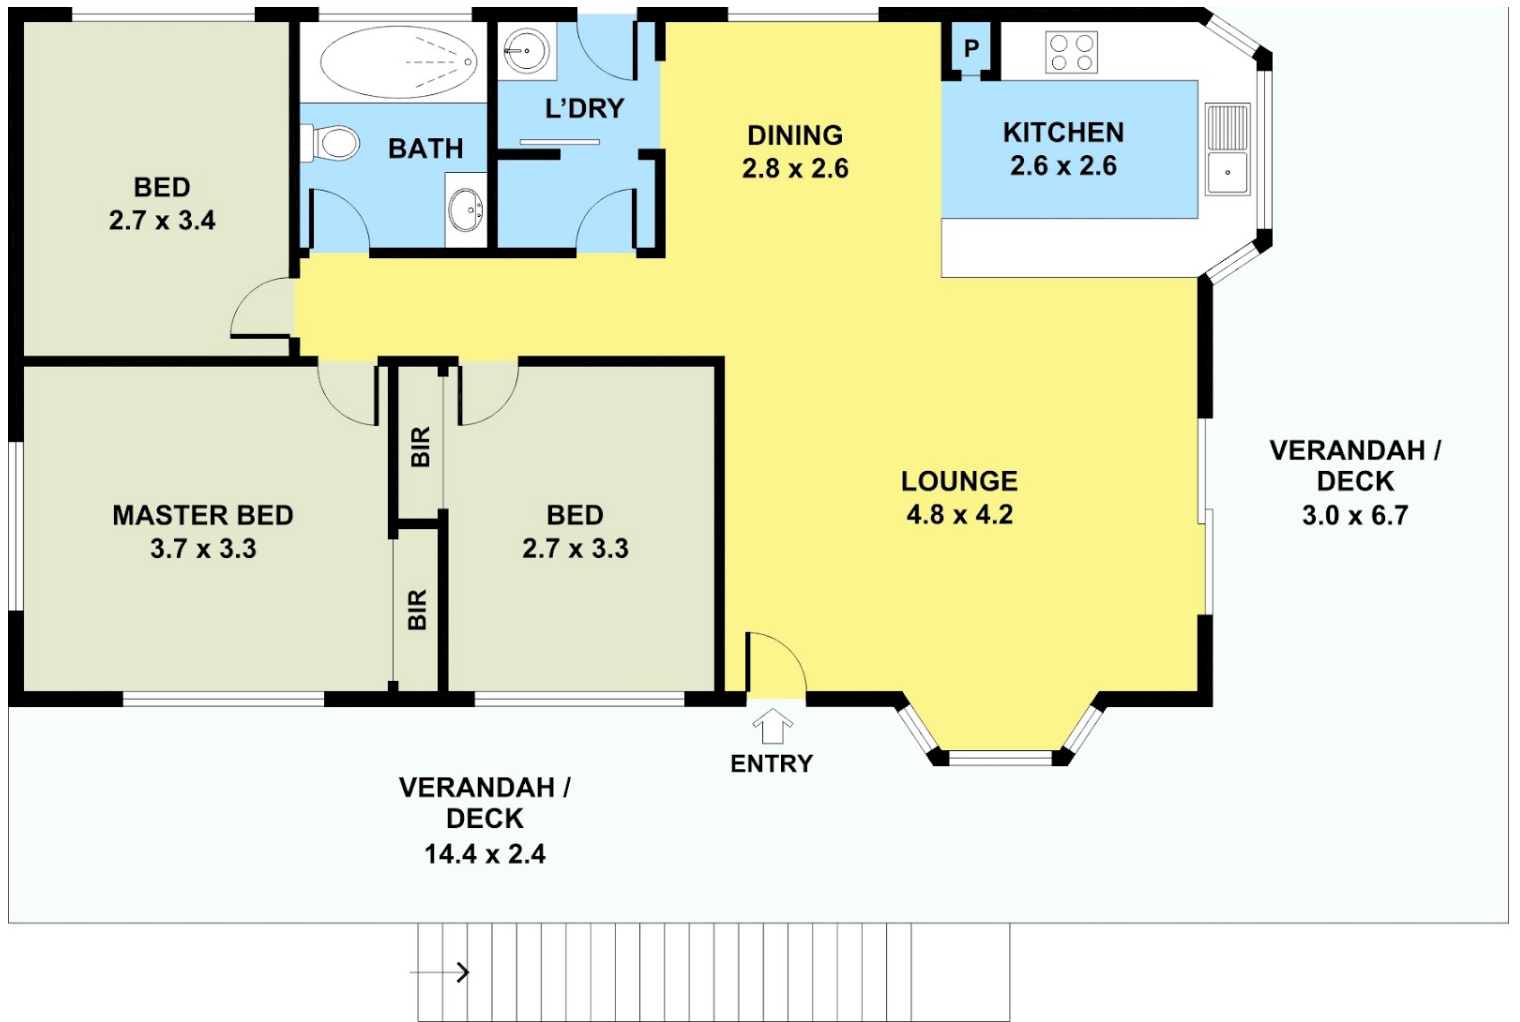 BED
2.7 x 3.4
BATH
L’DRY
DINING
2.8 x 2.6
P
KITCHEN
2.6 x 2.6
MASTER BED
3.7 x 3.3
BIR
BIR
BED
2.7 x 3.3
LOUNGE
4.8 x 4.2
VERANDAH /
DECK
3.0 x 6.7
ENTRY
VERANDAH /
DECK
14.4 x 2.4